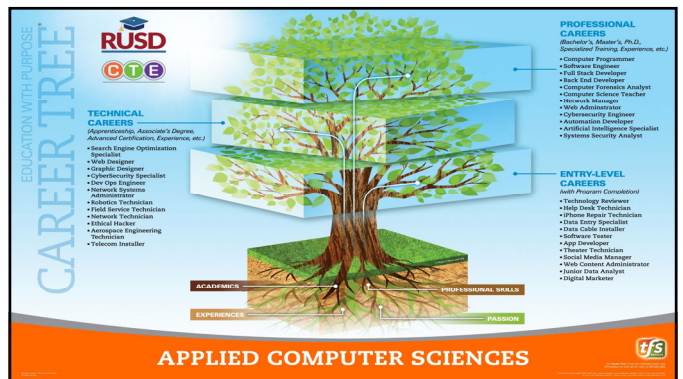 EDUCATION WITH PURPOSE
CAREER TREE
RUSD
CTE
TECHNICAL
CAREERS
(Apprenticeship, Associate's Degree,
Advanced Certification, Experience, etc.)
• Search Engine Optimization
Specialist
• Web Designer
• Graphic Designer
• CyberSecurity Specialist
• Dev Ops Engineer
• Network Systems
Administrator
• Robotics Technician
• Field Service Technician
• Network Technician
• Ethical Hacker
• Aerospace Engineering
Technician
• Telecom Installer
PROFESSIONAL
CAREERS
(Bachelor's, Master's, Ph.D.,
Specialized Training, Experience, etc.)
• Computer Programmer
• Software Engineer
• Full Stack Developer
• Back End Developer
• Computer Forensics Analyst
• Computer Science Teacher
• Network Manager
• Web Adminstrator
• Cybersecurity Engineer
• Automation Developer
• Artificial Intelligence Specialist
• Systems Security Analyst
ENTRY-LEVEL
CAREERS
(with Program Completion)
• Technology Reviewer
• Help Desk Technician
• iPhone Repair Technician
• Data Entry Specialist
• Data Cable Installer
• Software Tester
• App Developer
• Theater Technician
• Social Media Manager
• Web Content Administrator
• Junior Data Analyst
• Digital Marketer
ACADEMICS
PROFESSIONAL SKILLS
EXPERIENCES
PASSION
APPLIED COMPUTER SCIENCES
tfs